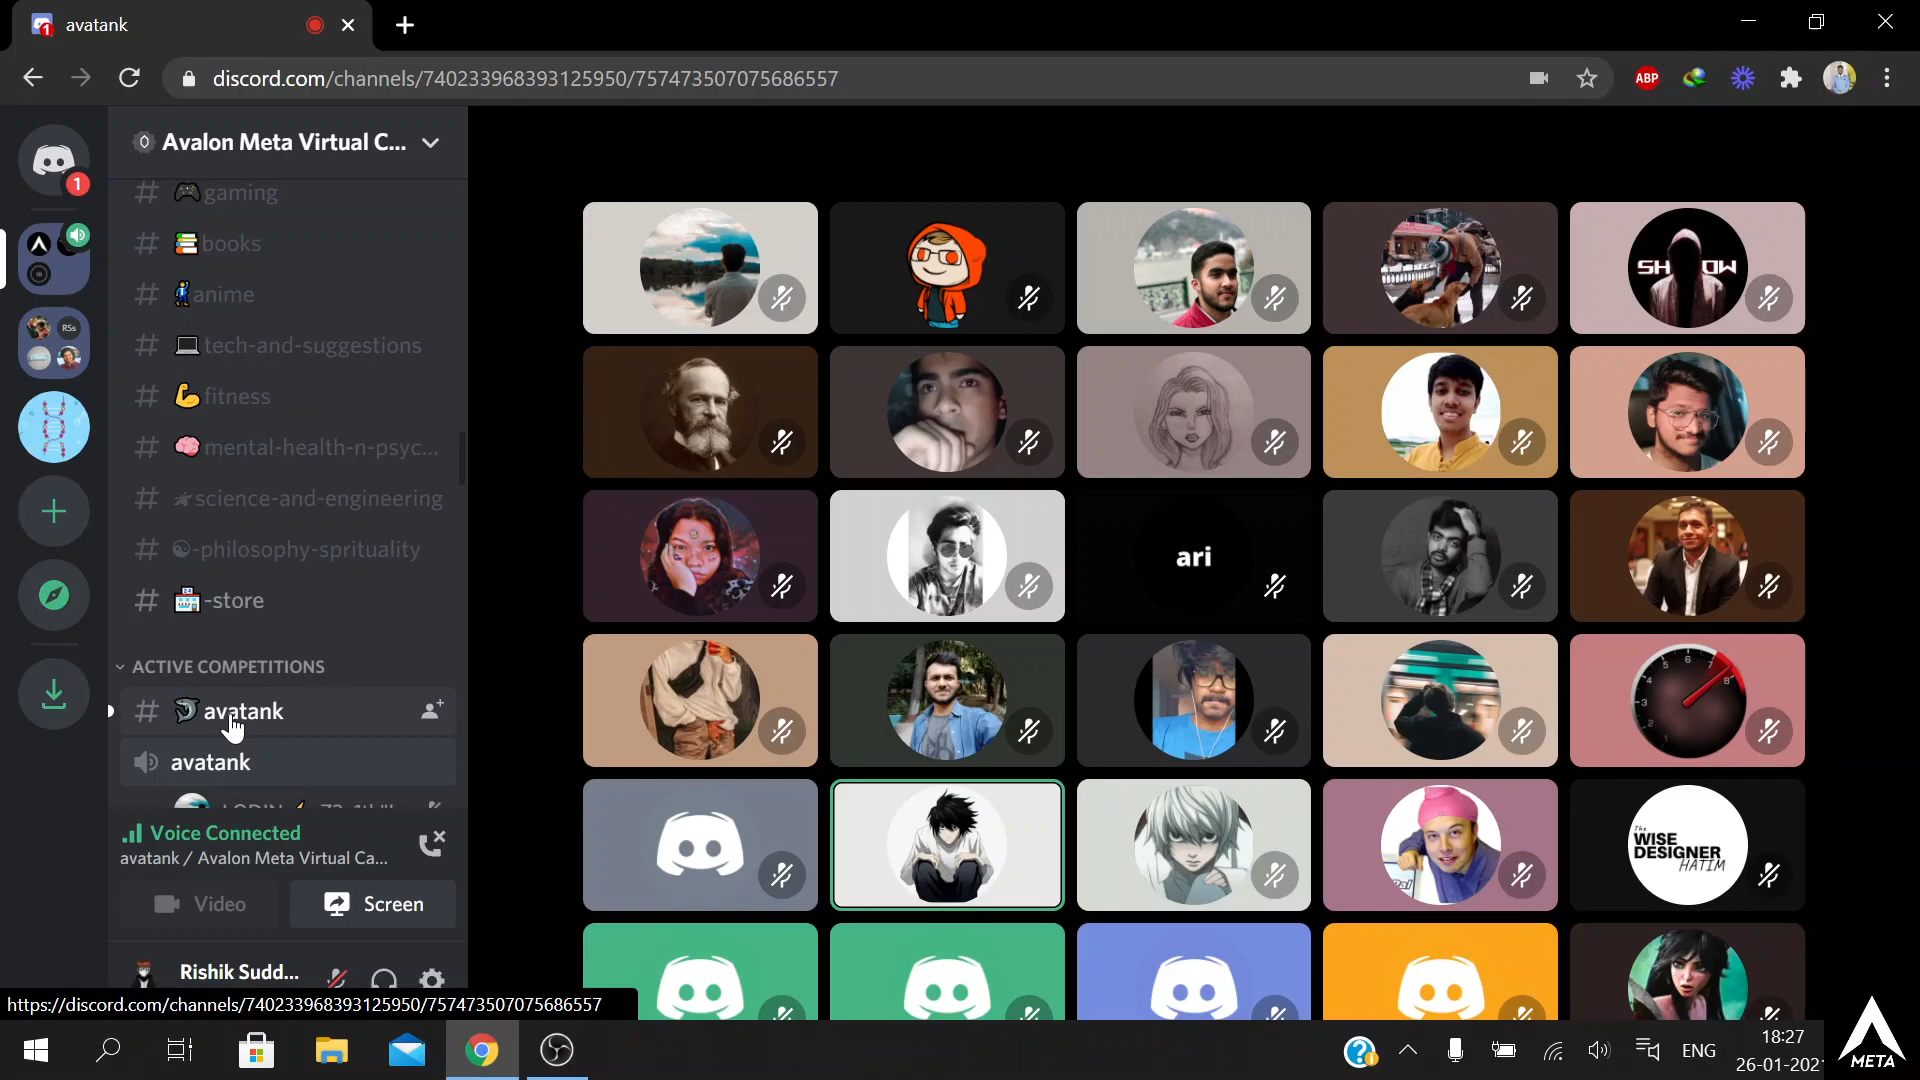 avatank
discord.com/channels/740233968393125950/757473507075686557
ABP
Avalon Meta Virtual C...
1
# gaming
# books
# anime
# tech-and-suggestions
# fitness
# mental-health-n-psyc...
# science-and-engineering
# -philosophy-sprituality
# -store
RSs
ACTIVE COMPETITIONS
# avatank
avatank
Voice Connected
avatank / Avalon Meta Virtual Ca...
Video
Screen
Rishik Sudd...
https://discord.com/channels/740233968393125950/757473507075686557
ari
The
WISE
DESIGNER
HATIM
ENG
18:27
26-01-202
META